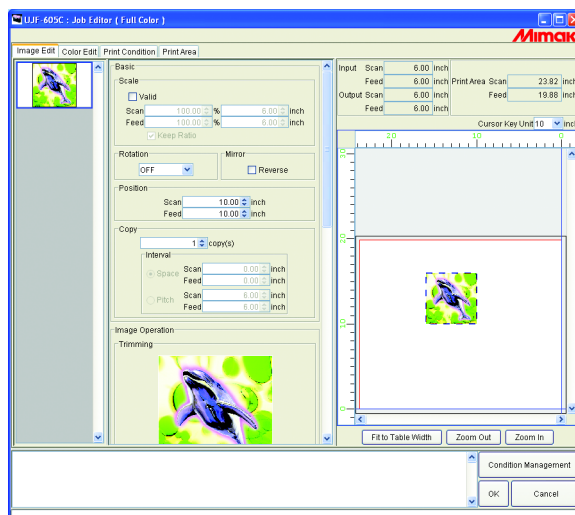 UJF-605C : Job Editor ( Full Color )
Mimak
Image Edit Color Edit Print Condition Print Area
Basic
Scale
Valid
Scan 100.00 % 6.00 inch
Feed 100.00 % 6.00 inch
Keep Ratio
Rotation Mirror
OFF Reverse
Position
Scan 10.00 inch
Feed 10.00 inch
Copy
1 copy(s)
Interval
Space Scan 0.00 inch
Feed 0.00 inch
Pitch Scan 6.00 inch
Feed 6.00 inch
Image Operation
Trimming
Input Scan 6.00 inch
Feed 6.00 inch Print Area Scan 23.82 inch
Output Scan 6.00 inch Feed 19.88 inch
Feed 6.00 inch
Cursor Key Unit 10 inc
20 10 0
30
20
10
0
Fit to Table Width Zoom Out Zoom In
Condition Management
OK Cancel